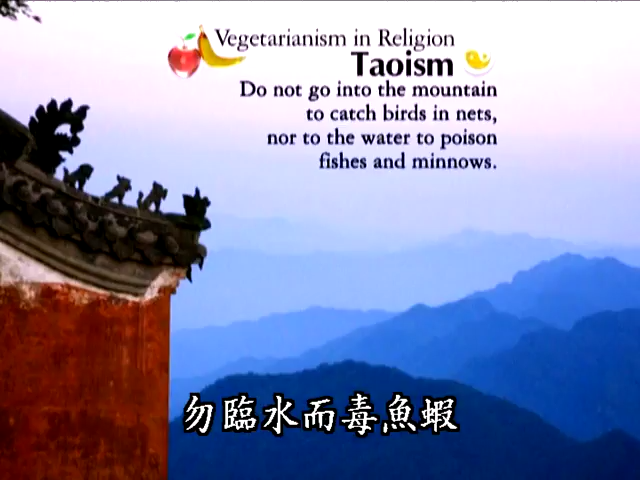 Vegetarianism in Religion
Taoism
Do not go into the mountain
to catch birds in nets,
nor to the water to poison
fishes and minnows.
勿臨水而毒魚蝦